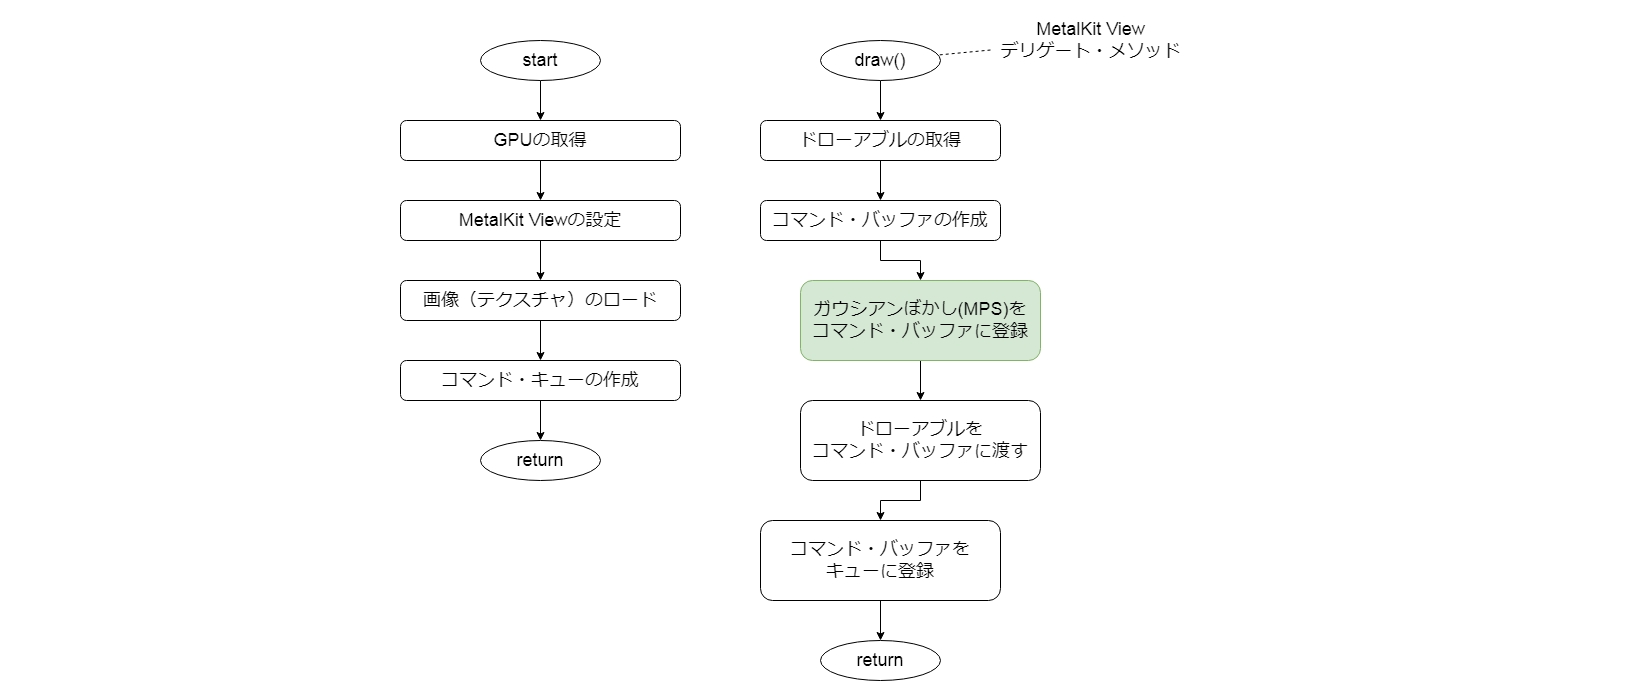 start
GPUの取得
MetalKit Viewの設定
画像（テクスチャ）のロード
コマンド・キューの作成
return
MetalKit View
デリゲート・メソッド
draw()
ドローアブルの取得
コマンド・バッファの作成
ガウシアンぼかし(MPS)を
コマンド・バッファに登録
ドローアブルを
コマンド・バッファに渡す
コマンド・バッファを
キューに登録
return